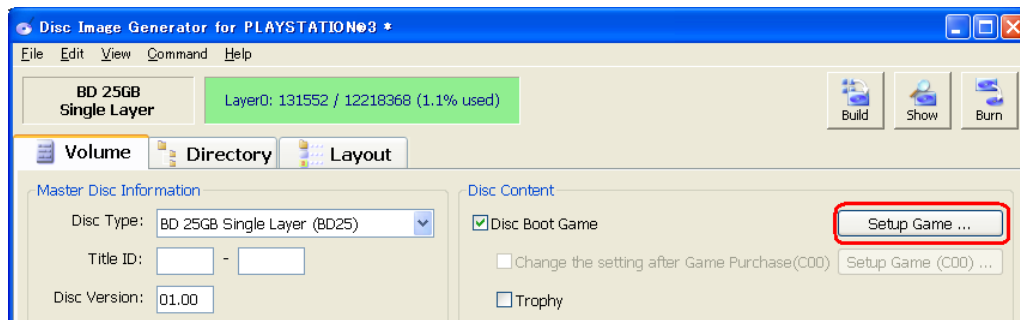 Disc Image Generator for PLAYSTATION®3 *
File Edit View Command Help
BD 25GB
Single Layer
Layer0: 131552 / 12218368 (1.1% used)
Build Show Burn
Volume Directory Layout
Master Disc Information
Disc Type: BD 25GB Single Layer (BD25)
Title ID: -
Disc Version: 01.00
Disc Content
Disc Boot Game Setup Game ...
Change the setting after Game Purchase(C00) Setup Game (C00) ...
Trophy